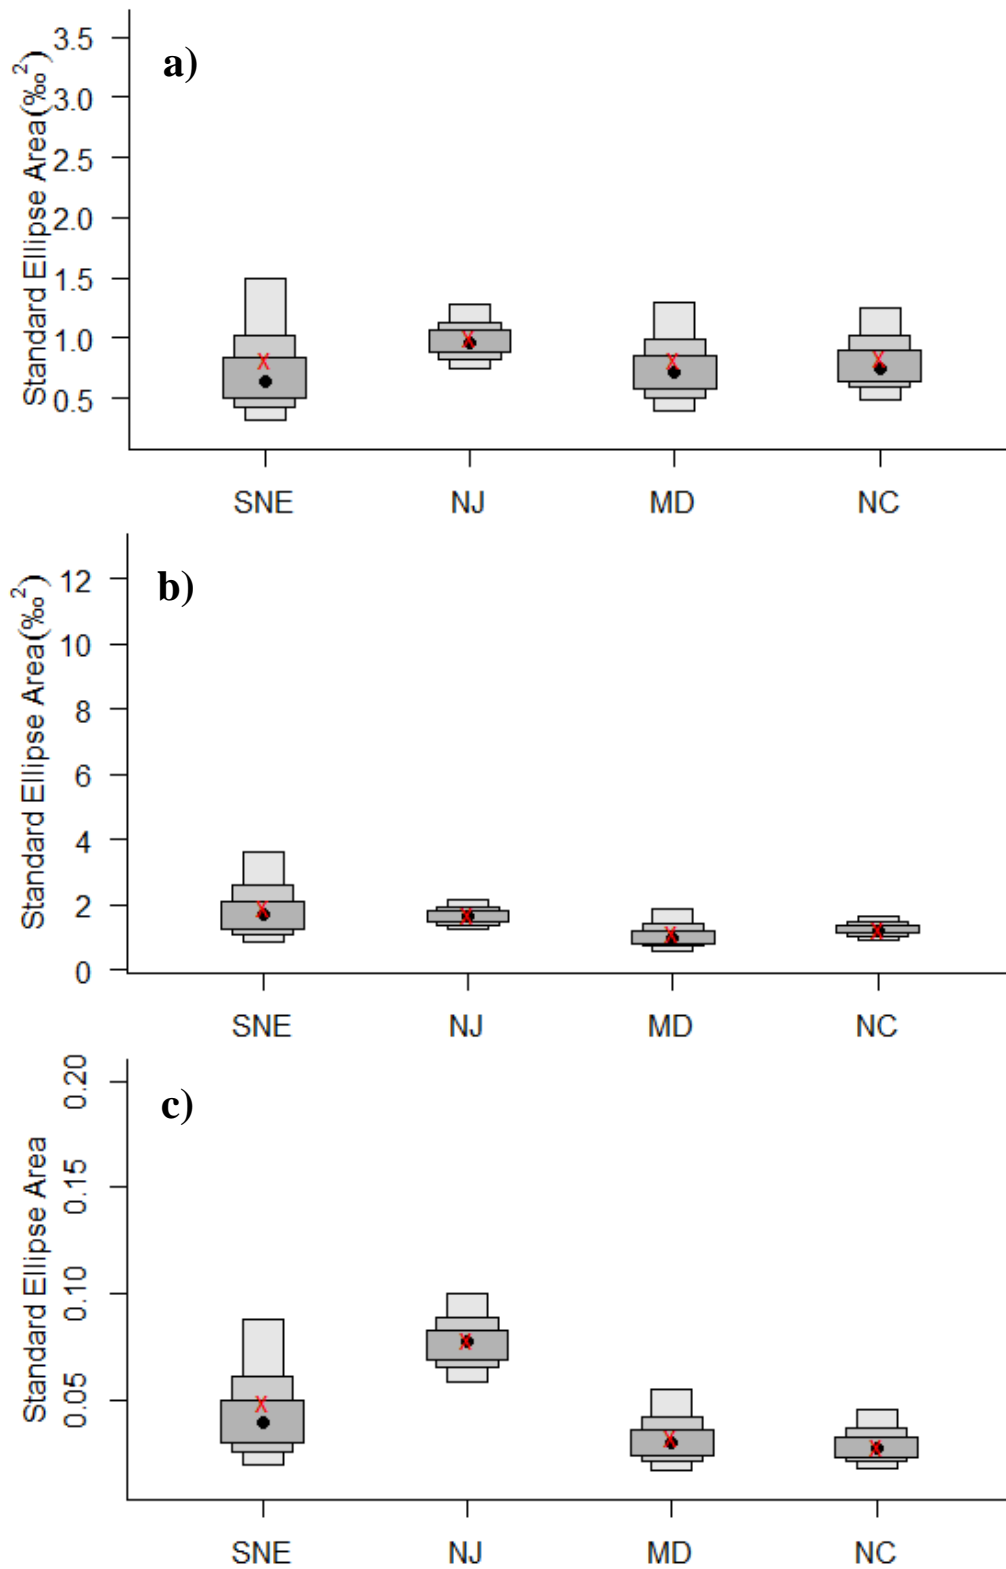 a)
Standard Ellipse Area(‰²)
3.5
3.0
2.5
2.0
1.5
1.0
0.5
SNE NJ MD NC
b)
Standard Ellipse Area(‰²)
12
10
8
6
4
2
0
SNE NJ MD NC
c)
Standard Ellipse Area
0.20
0.15
0.10
0.05
SNE NJ MD NC